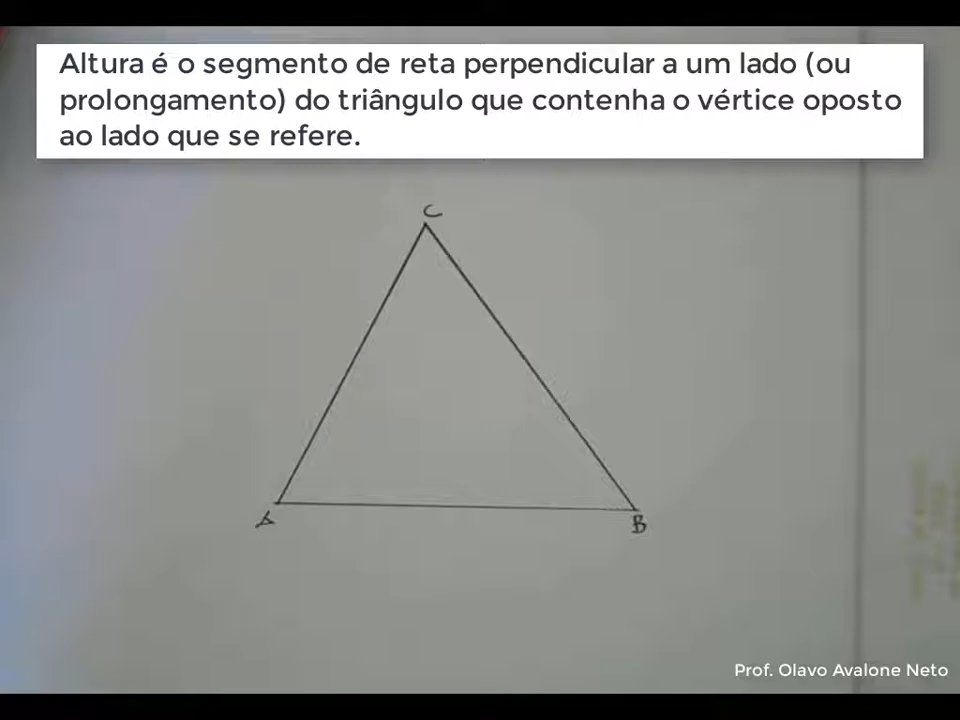 Altura é o segmento de reta perpendicular a um lado (ou
prolongamento) do triângulo que contenha o vértice oposto
ao lado que se refere.
C
A
B
Prof. Olavo Avalone Neto